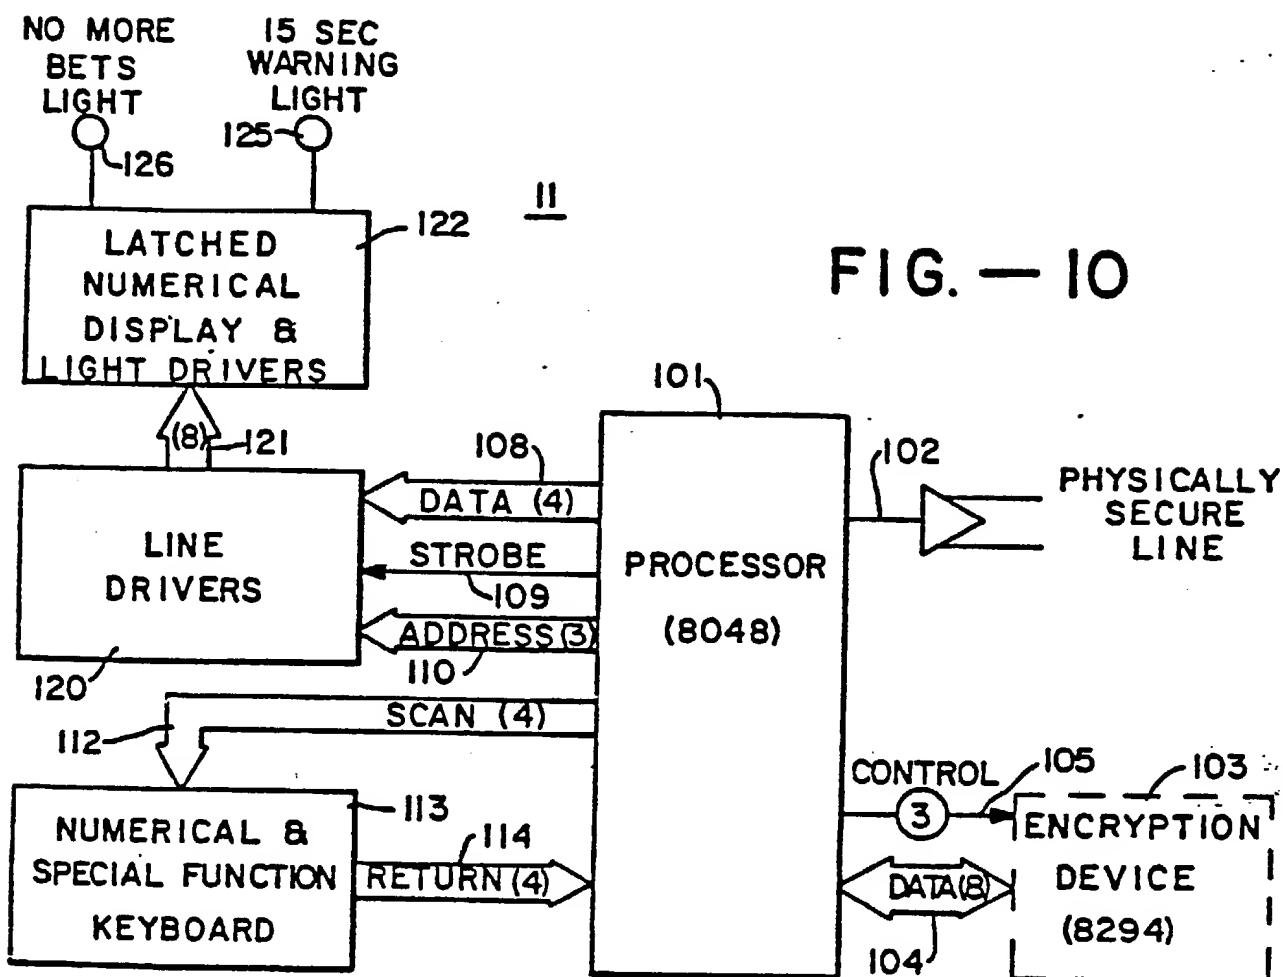 NO MORE
BETS
LIGHT
126
15 SEC
WARNING
LIGHT
125
11
FIG. — 10
122
LATCHED
NUMERICAL
DISPLAY &
LIGHT DRIVERS
(8)
121
LINE
DRIVERS
120
108
DATA (4)
STROBE
109
ADDRESS (3)
110
SCAN (4)
112
113
NUMERICAL &
SPECIAL FUNCTION
KEYBOARD
114
RETURN (4)
101
PROCESSOR
(8048)
102
PHYSICALLY
SECURE
LINE
CONTROL
3
105
103
ENCRYPTION
DEVICE
(8294)
DATA (8)
104